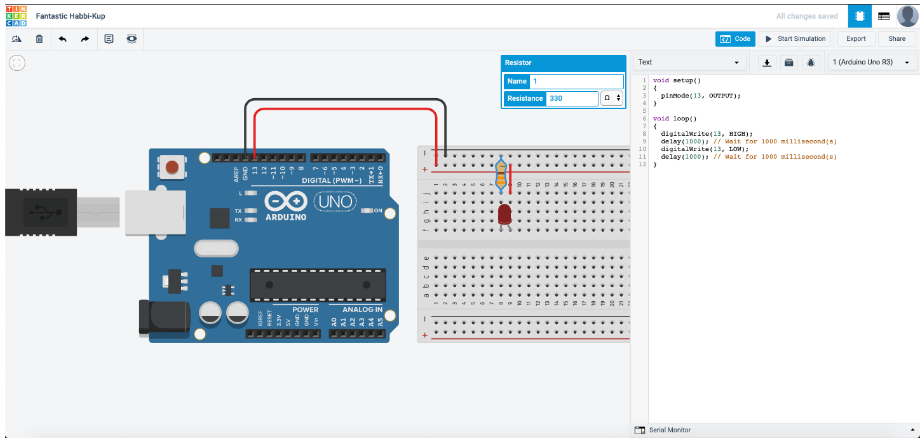 TIN
KER
CAD
Fantastic Habbi-Kup
All changes saved
Code
Start Simulation
Export
Share
Resistor
Name 1
Resistance 330 Ω
Text
1 (Arduino Uno R3)
1 void setup()
2 {
3 pinMode(13, OUTPUT);
4 }
5
6 void loop()
7 {
8 digitalWrite(13, HIGH);
9 delay(1000); // Wait for 1000 millisecond(s)
10 digitalWrite(13, LOW);
11 delay(1000); // Wait for 1000 millisecond(s)
12 }
AREF
GND
13
12
~11
~10
~9
8
7
~6
~5
4
~3
2
TX→1
RX←0
DIGITAL (PWM~)
L
TX
RX
ARDUINO
UNO
ON
POWER
ANALOG IN
IOREF
RESET
3.3V
5V
GND
GND
Vin
A0
A1
A2
A3
A4
A5
Serial Monitor